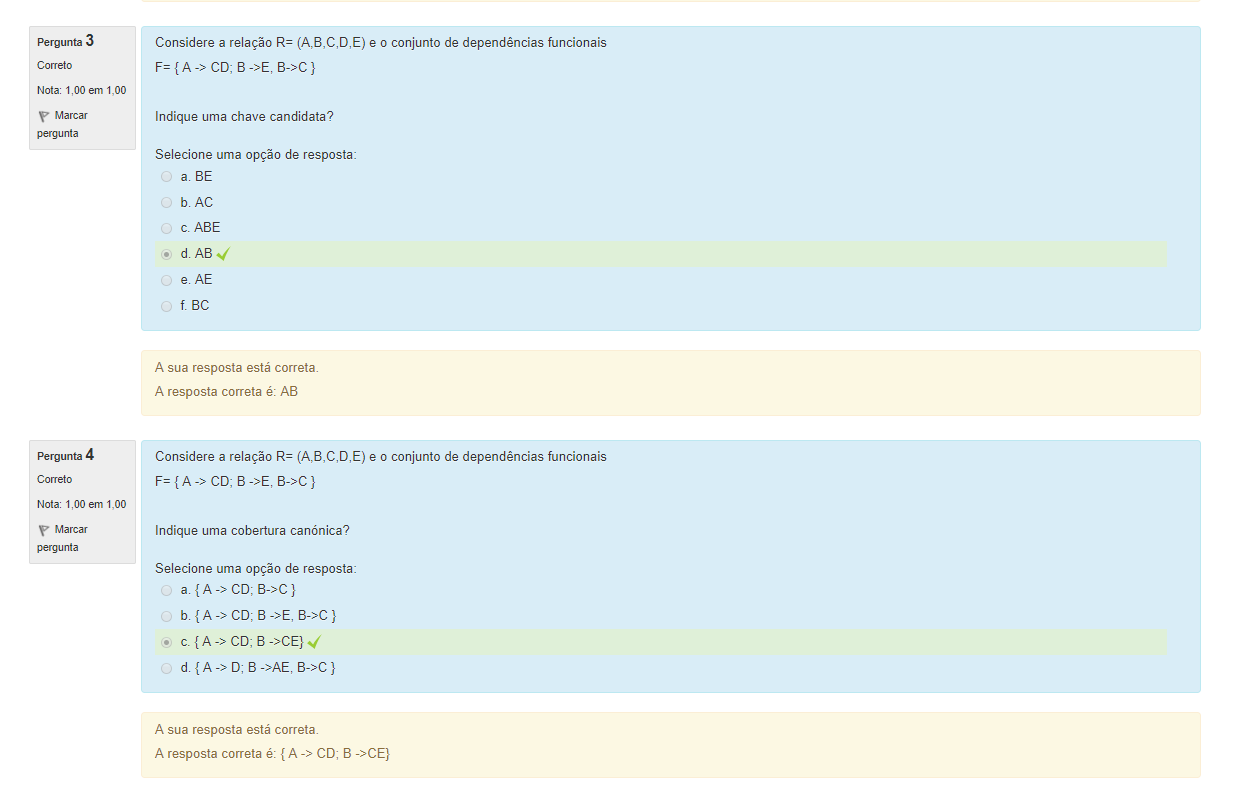 Pergunta 3
Correto
Nota: 1,00 em 1,00
Marcar
pergunta
Considere a relação R= (A,B,C,D,E) e o conjunto de dependências funcionais
F= { A -> CD; B ->E, B->C }
Indique uma chave candidata?
Selecione uma opção de resposta:
a. BE
b. AC
c. ABE
d. AB
e. AE
f. BC
A sua resposta está correta.
A resposta correta é: AB
Pergunta 4
Correto
Nota: 1,00 em 1,00
Marcar
pergunta
Considere a relação R= (A,B,C,D,E) e o conjunto de dependências funcionais
F= { A -> CD; B ->E, B->C }
Indique uma cobertura canónica?
Selecione uma opção de resposta:
a. { A -> CD; B->C }
b. { A -> CD; B ->E, B->C }
c. { A -> CD; B ->CE}
d. { A -> D; B ->AE, B->C }
A sua resposta está correta.
A resposta correta é: { A -> CD; B ->CE}